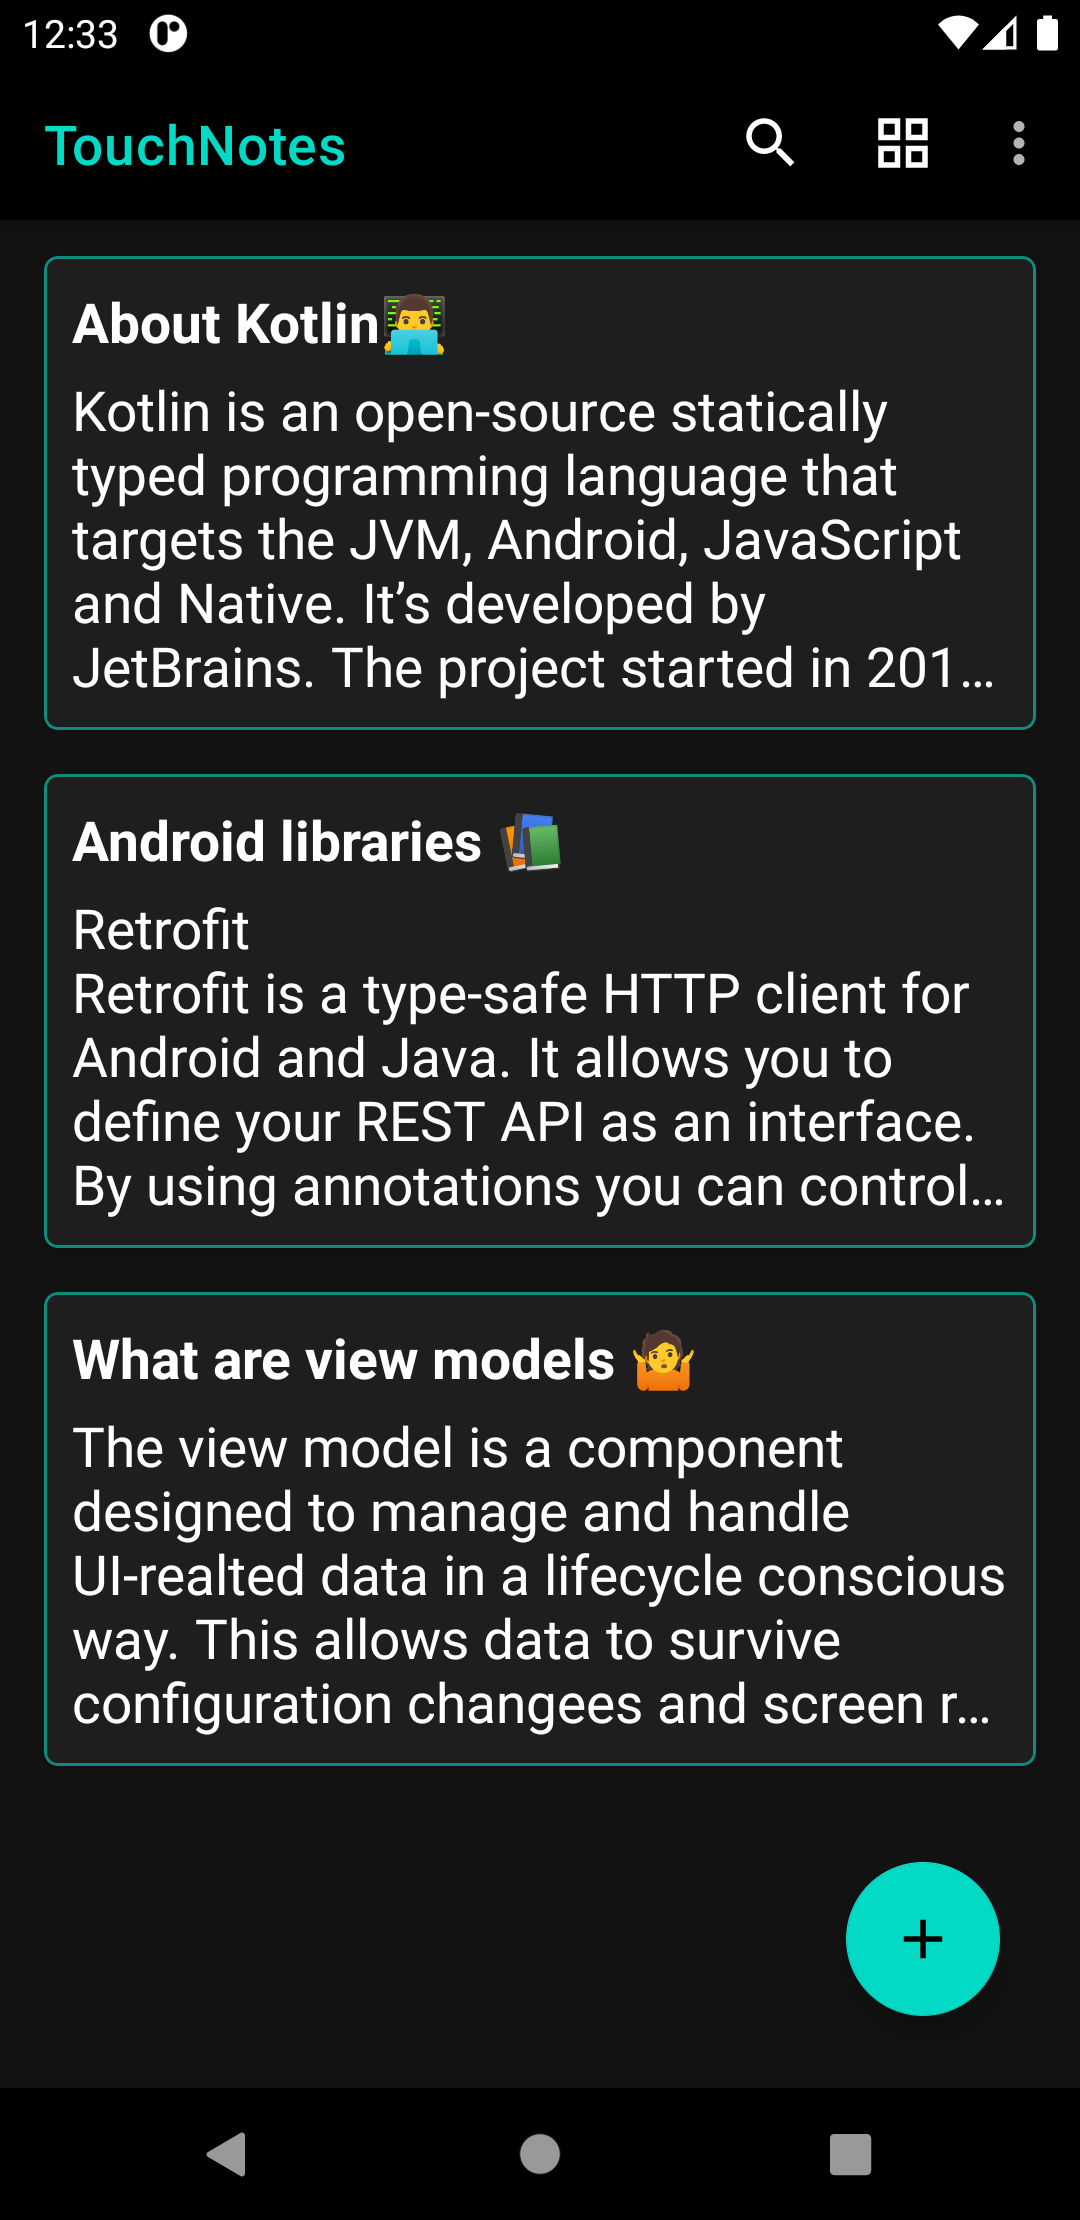 12:33
TouchNotes
About Kotlin👨‍💻
Kotlin is an open-source statically
typed programming language that
targets the JVM, Android, JavaScript
and Native. It’s developed by
JetBrains. The project started in 201…
Android libraries 📚
Retrofit
Retrofit is a type-safe HTTP client for
Android and Java. It allows you to
define your REST API as an interface.
By using annotations you can control…
What are view models 🤷
The view model is a component
designed to manage and handle
UI-realted data in a lifecycle conscious
way. This allows data to survive
configuration changees and screen r…